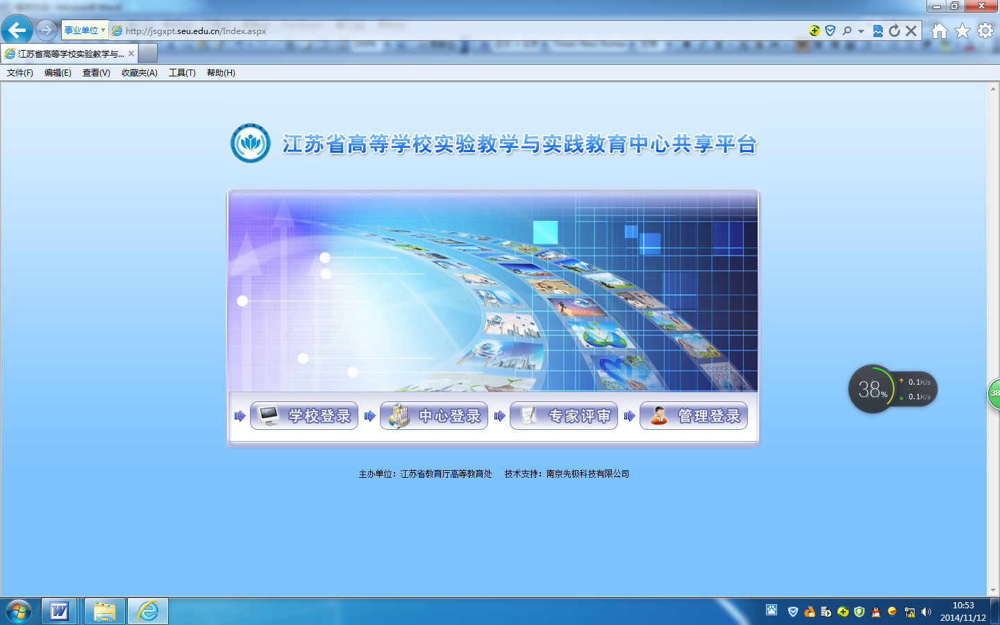 事业单位
http://jsgxpt.seu.edu.cn/Index.aspx
江苏省高等学校实验教学与...
文件(F) 编辑(E) 查看(V) 收藏夹(A) 工具(T) 帮助(H)
江苏省高等学校实验教学与实践教育中心共享平台
学校登录 中心登录 专家评审 管理登录
主办单位：江苏省教育厅高等教育处 技术支持：南京先极科技有限公司
38%
0.1K/s
0.1K/s
38
10:53
2014/11/12